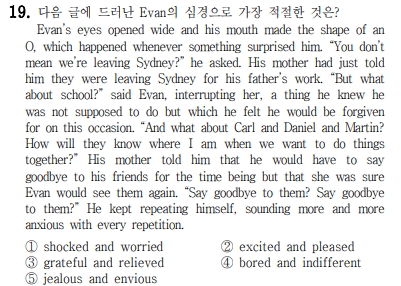 19. 다음 글에 드러난 Evan의 심경으로 가장 적절한 것은?
Evan's eyes opened wide and his mouth made the shape of an
O, which happened whenever something surprised him. “You don't
mean we're leaving Sydney?” he asked. His mother had just told
him they were leaving Sydney for his father's work. “But what
about school?” said Evan, interrupting her, a thing he knew he
was not supposed to do but which he felt he would be forgiven
for on this occasion. “And what about Carl and Daniel and Martin?
How will they know where I am when we want to do things
together?” His mother told him that he would have to say
goodbye to his friends for the time being but that she was sure
Evan would see them again. “Say goodbye to them? Say goodbye
to them?” He kept repeating himself, sounding more and more
anxious with every repetition.
① shocked and worried ② excited and pleased
③ grateful and relieved ④ bored and indifferent
⑤ jealous and envious